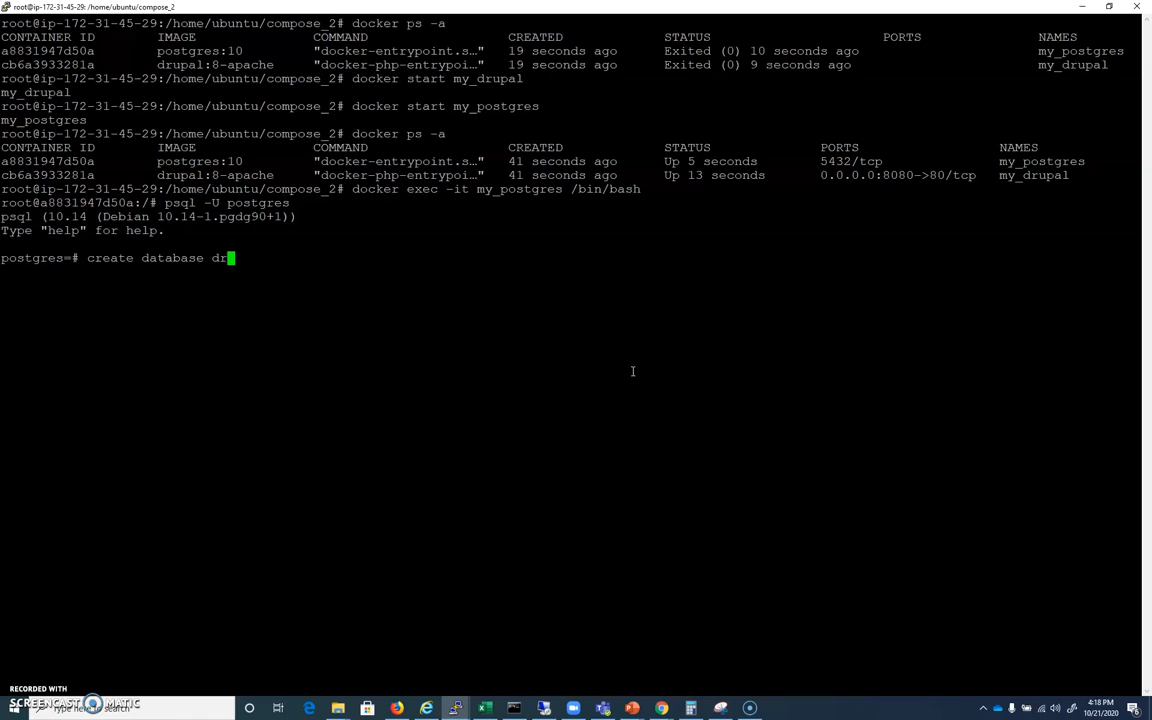 root@ip-172-31-45-29: /home/ubuntu/compose_2
root@ip-172-31-45-29:/home/ubuntu/compose_2# docker ps -a
CONTAINER ID IMAGE COMMAND CREATED STATUS PORTS NAMES
a8831947d50a postgres:10 "docker-entrypoint.s…" 19 seconds ago Exited (0) 10 seconds ago my_postgres
cb6a3933281a drupal:8-apache "docker-php-entrypoi…" 19 seconds ago Exited (0) 9 seconds ago my_drupal
root@ip-172-31-45-29:/home/ubuntu/compose_2# docker start my_drupal
my_drupal
root@ip-172-31-45-29:/home/ubuntu/compose_2# docker start my_postgres
my_postgres
root@ip-172-31-45-29:/home/ubuntu/compose_2# docker ps -a
CONTAINER ID IMAGE COMMAND CREATED STATUS PORTS NAMES
a8831947d50a postgres:10 "docker-entrypoint.s…" 41 seconds ago Up 5 seconds 5432/tcp my_postgres
cb6a3933281a drupal:8-apache "docker-php-entrypoi…" 41 seconds ago Up 13 seconds 0.0.0.0:8080->80/tcp my_drupal
root@ip-172-31-45-29:/home/ubuntu/compose_2# docker exec -it my_postgres /bin/bash
root@a8831947d50a:/# psql -U postgres
psql (10.14 (Debian 10.14-1.pgdg90+1))
Type "help" for help.
postgres=# create database dr
RECORDED WITH
SCREENCAST MATIC
Type here to search
4:18 PM
10/21/2020
6